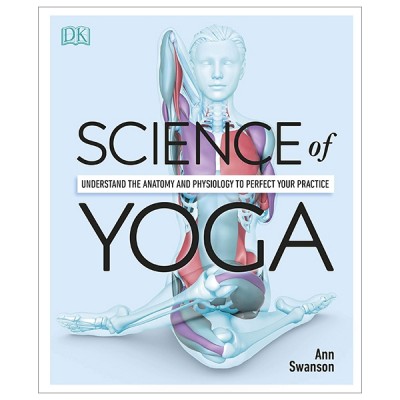 DK
SCIENCE of
UNDERSTAND THE ANATOMY AND PHYSIOLOGY TO PERFECT YOUR PRACTICE
YOGA
Ann
Swanson